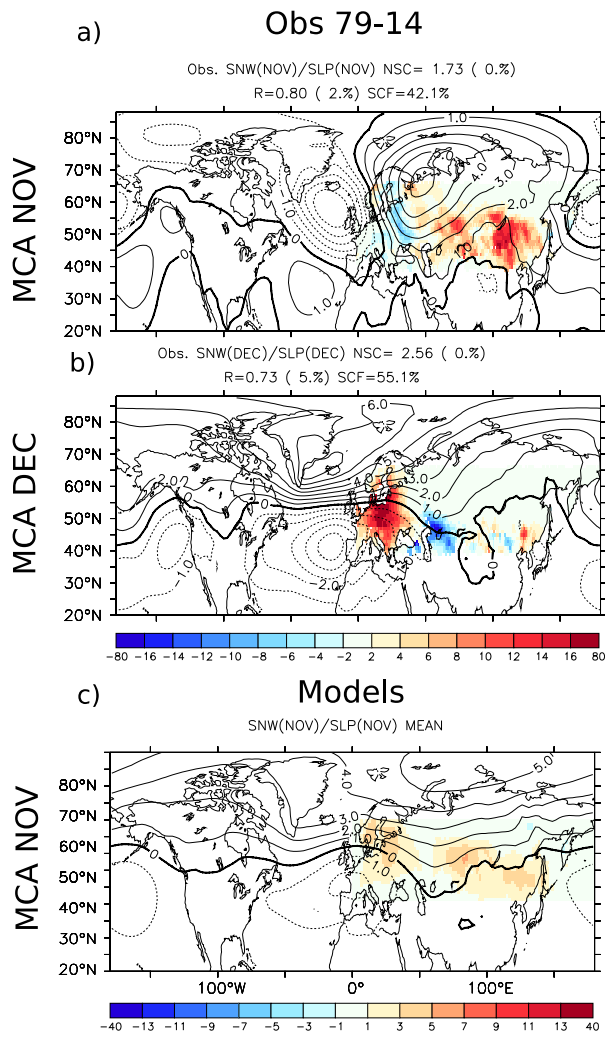 Obs 79-14
a)
Obs. SNW(NOV)/SLP(NOV) NSC= 1.73 ( 0.%)
R=0.80 ( 2.%) SCF=42.1%
MCA NOV
80°N
70°N
60°N
50°N
40°N
30°N
20°N
1.0
4.0
3.0
2.0
0
0
1.0
b)
Obs. SNW(DEC)/SLP(DEC) NSC= 2.56 ( 0.%)
R=0.73 ( 5.%) SCF=55.1%
MCA DEC
80°N
70°N
60°N
50°N
40°N
30°N
20°N
6.0
3.0
2.0
2.0
1.0
0
-1.0
-2.0
0
-80 -16 -14 -12 -10 -8 -6 -4 -2 2 4 6 8 10 12 14 16 80
c)
Models
SNW(NOV)/SLP(NOV) MEAN
MCA NOV
80°N
70°N
60°N
50°N
40°N
30°N
20°N
4.0
5.0
3.0
2.0
1.0
0
-1.0
0
100°W 0° 100°E
-40 -13 -11 -9 -7 -5 -3 -1 1 3 5 7 9 11 13 40